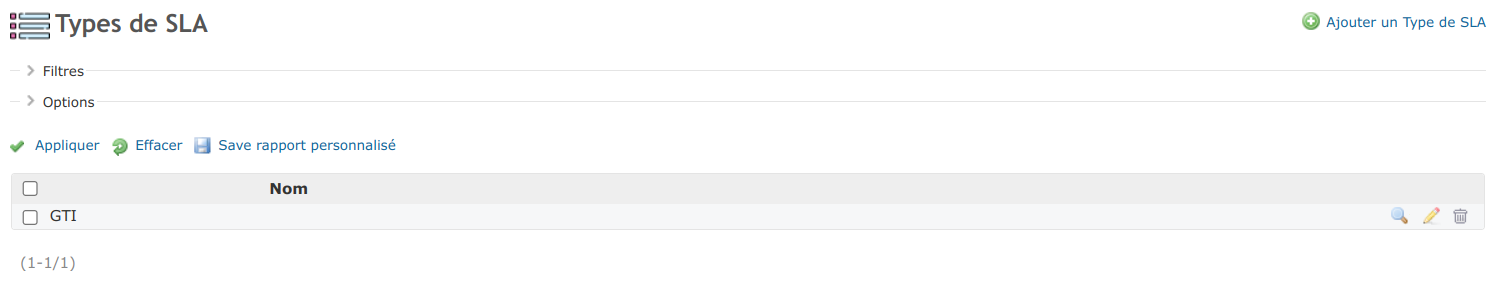 Types de SLA
Ajouter un Type de SLA
Filtres
Options
Appliquer Effacer Save rapport personnalisé
Nom
GTI
(1-1/1)